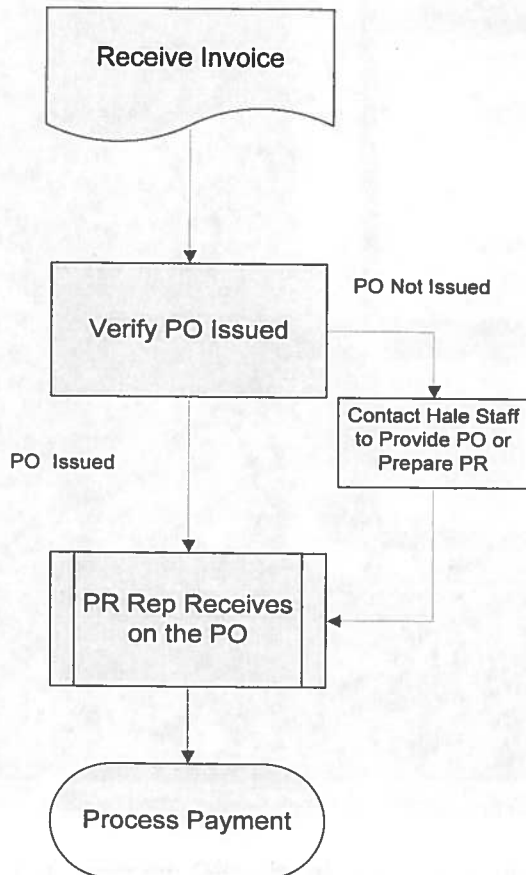 Receive Invoice
PO Not Issued
Verify PO Issued
Contact Hale Staff
to Provide PO or
Prepare PR
PO Issued
PR Rep Receives
on the PO
Process Payment